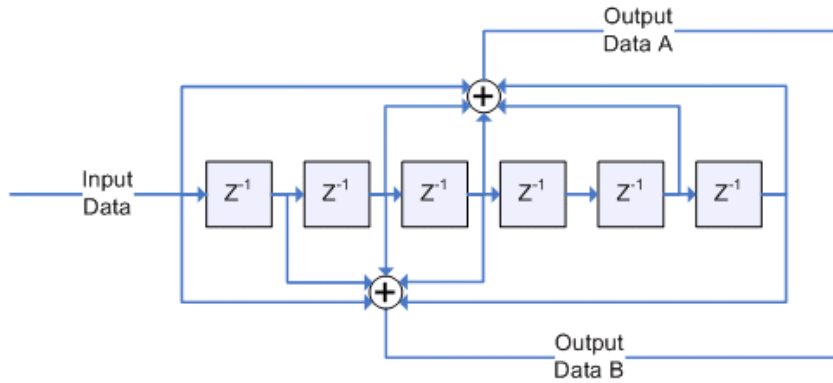 Output
Data A
+
Input
Data
Z⁻¹ Z⁻¹ Z⁻¹ Z⁻¹ Z⁻¹ Z⁻¹
+
Output
Data B